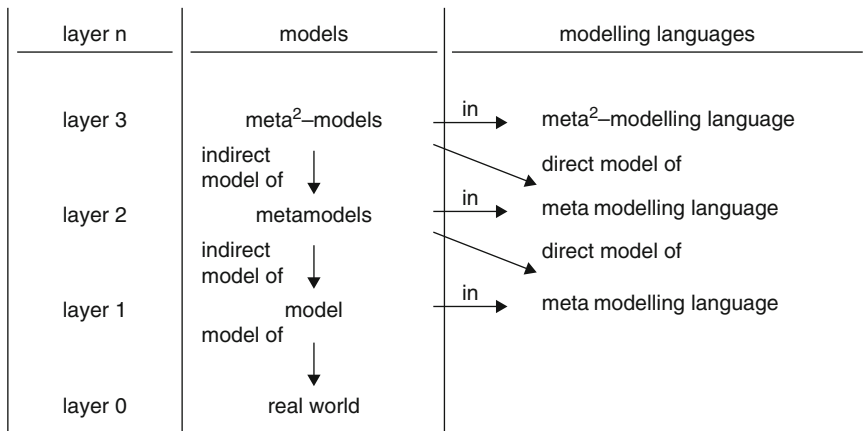 layer n models modelling languages
layer 3 meta²–models in meta²–modelling language
indirect
model of
direct model of
layer 2 metamodels in meta modelling language
indirect
model of
direct model of
layer 1 model in meta modelling language
model of
layer 0 real world